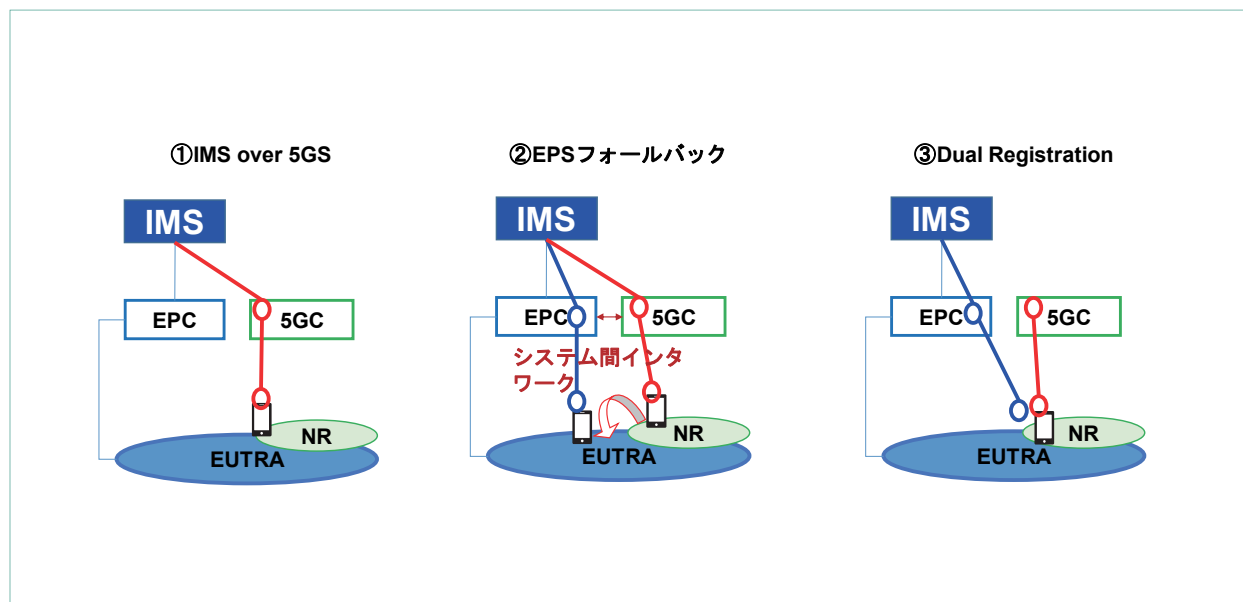 ①IMS over 5GS
IMS
EPC
5GC
NR
EUTRA
②EPSフォールバック
IMS
EPC
5GC
システム間インタ
ワーク
NR
EUTRA
③Dual Registration
IMS
EPC
5GC
NR
EUTRA